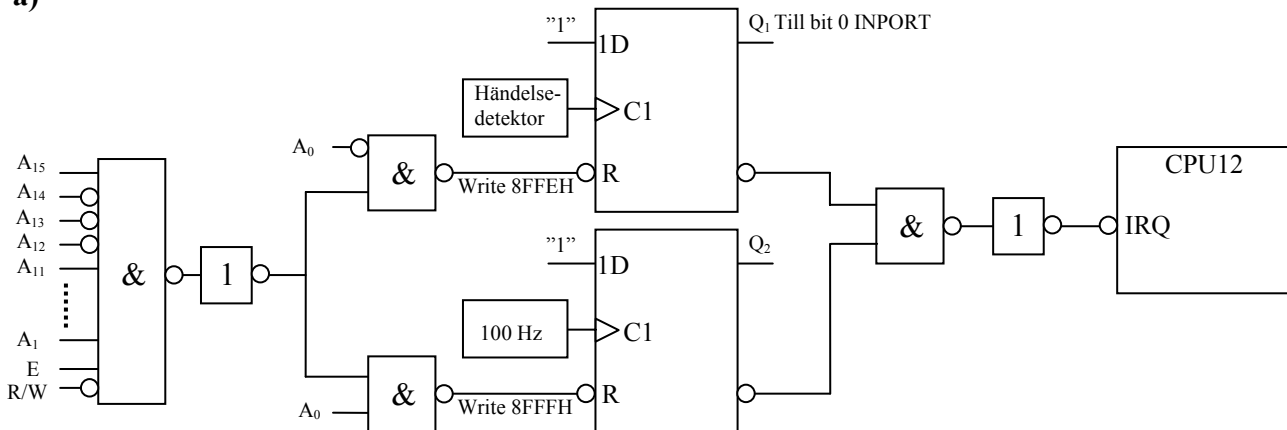 a)
”1”
1D
Q₁ Till bit 0 INPORT
Händelse-
detektor
C1
A₀
&
Write 8FFEH
R
A₁₅
A₁₄
A₁₃
A₁₂
A₁₁
A₁
E
R/W
&
1
”1”
1D
Q₂
100 Hz
C1
&
A₀
Write 8FFFH
R
&
1
CPU12
IRQ